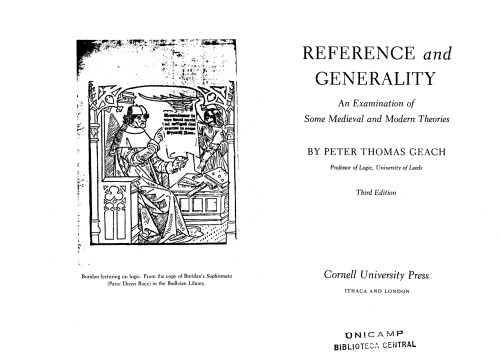 Buridan lecturing on logic. From the copy of Buridan's Sophismata
(Paris: Denys Roce) in the Bodleian Library.
REFERENCE and
GENERALITY
An Examination of
Some Medieval and Modern Theories
BY PETER THOMAS GEACH
Professor of Logic, University of Leeds
Third Edition
Cornell University Press
ITHACA AND LONDON
UNICAMP
BIBLIOTECA CENTRAL